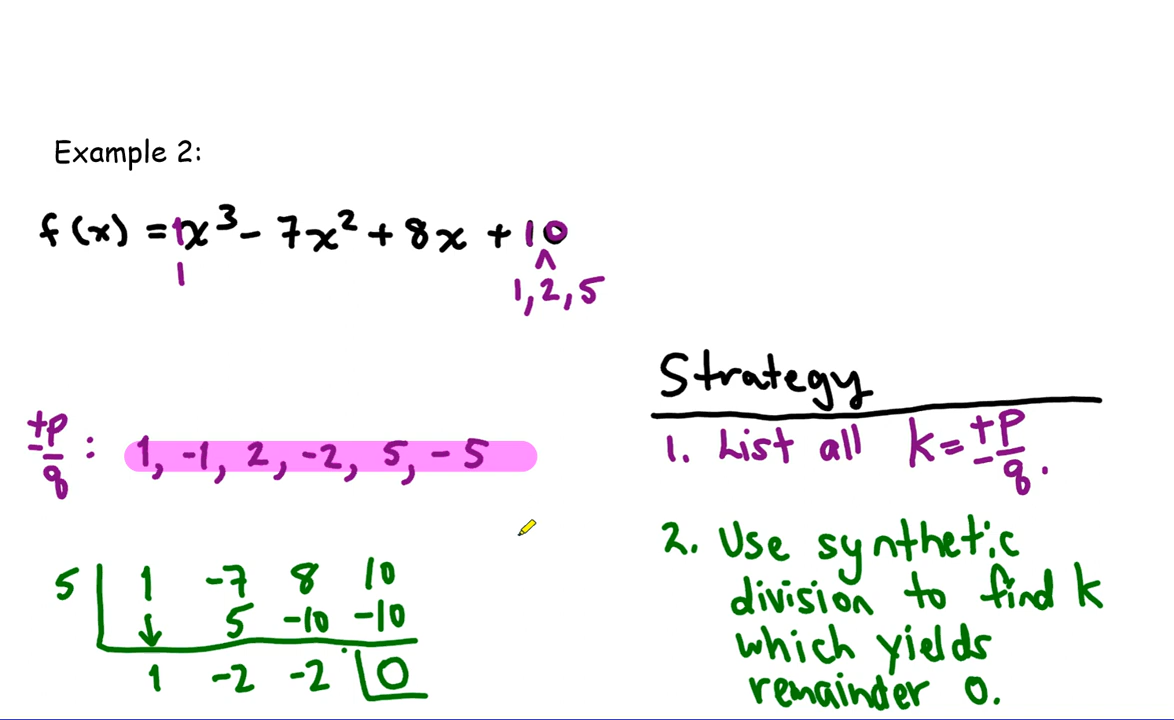 Example 2:
f(x) = 1x³ - 7x² + 8x + 10
1
1, 2, 5
Strategy
±p/q : 1, -1, 2, -2, 5, -5
1. List all k = ±p/q.
2. Use synthetic
division to find k
which yields
remainder 0.
5 | 1 -7 8 10
↓ 5 -10 -10
1 -2 -2 | 0